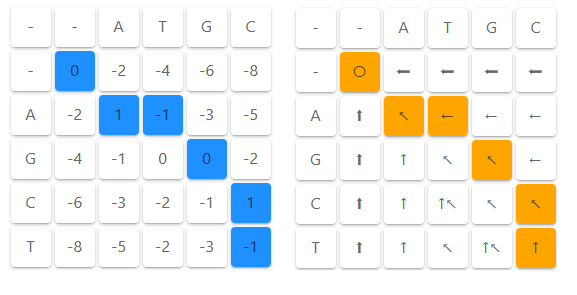 - - A T G C
- 0 -2 -4 -6 -8
A -2 1 -1 -3 -5
G -4 -1 0 0 -2
C -6 -3 -2 -1 1
T -8 -5 -2 -3 -1
- - A T G C
- ○ ⬅ ⬅ ⬅ ⬅
A ⬆ ↖ ← ← ←
G ⬆ ↑ ↖ ↖ ←
C ⬆ ↑ ↑↖ ↖ ↖
T ⬆ ↑ ↖ ↑↖ ↑